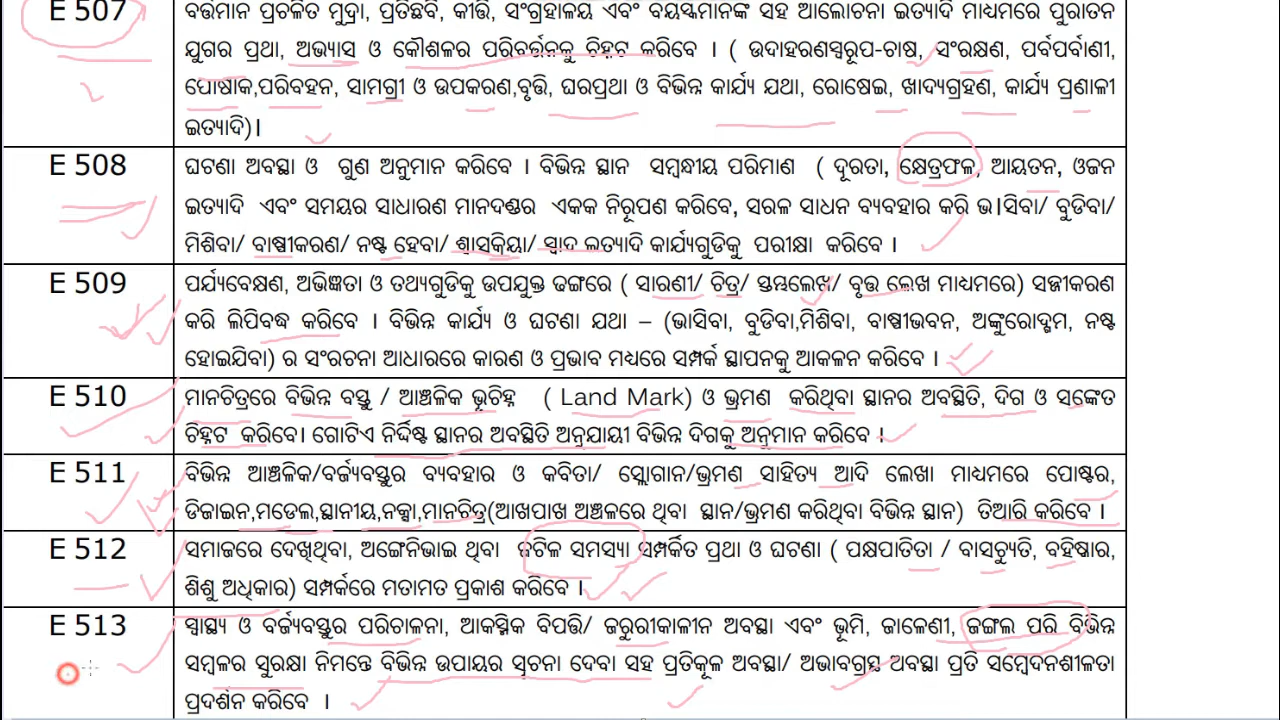 E 507
ବର୍ତ୍ତମାନ ପ୍ରଚଳିତ ମୁଦ୍ରା, ପ୍ରତିଛବି, କୀର୍ତ୍ତି, ସଂଗ୍ରହାଳୟ ଏବଂ ବୟସ୍କମାନଙ୍କ ସହ ଆଲୋଚନା ଇତ୍ୟାଦି ମାଧ୍ୟମରେ ପୁରାତନ
ଯୁଗର ପ୍ରଥା, ଅଭ୍ୟାସ ଓ କୌଶଳର ପରିବର୍ତ୍ତନକୁ ଚିହ୍ନଟ କରିବେ । ( ଉଦାହରଣସ୍ୱରୂପ-ଚାଷ, ସଂରକ୍ଷଣ, ପର୍ବପର୍ବାଣୀ,
ପୋଷାକ,ପରିବହନ, ସାମଗ୍ରୀ ଓ ଉପକରଣ,ବୃତ୍ତି, ଘରପ୍ରଥା ଓ ବିଭିନ୍ନ କାର୍ଯ୍ୟ ଯଥା, ରୋଷେଇ, ଖାଦ୍ୟଗ୍ରହଣ, କାର୍ଯ୍ୟ ପ୍ରଣାଳୀ
ଇତ୍ୟାଦି)।
E 508
ଘଟଣା ଅବସ୍ଥା ଓ ଗୁଣ ଅନୁମାନ କରିବେ । ବିଭିନ୍ନ ସ୍ଥାନ ସମ୍ବନ୍ଧୀୟ ପରିମାଣ ( ଦୂରତା, କ୍ଷେତ୍ରଫଳ, ଆୟତନ, ଓଜନ
ଇତ୍ୟାଦି ଏବଂ ସମୟର ସାଧାରଣ ମାନଦଣ୍ଡର ଏକକ ନିରୂପଣ କରିବେ, ସରଳ ସାଧନ ବ୍ୟବହାର କରି ଭ।ସିବା/ ବୁଡିବା/
ମିଶିବା/ ବାଷ୍ପୀକରଣ/ ନଷ୍ଟ ହେବା/ ଶ୍ୱାସକ୍ରିୟା/ ସ୍ୱାଦ ଇତ୍ୟାଦି କାର୍ଯ୍ୟଗୁଡିକୁ ପରୀକ୍ଷା କରିବେ ।
E 509
ପର୍ଯ୍ୟବେକ୍ଷଣ, ଅଭିଜ୍ଞତା ଓ ତଥ୍ୟଗୁଡିକୁ ଉପଯୁକ୍ତ ଢଙ୍ଗରେ ( ସାରଣୀ/ ଚିତ୍ର/ ସ୍ତମ୍ଭଲେଖ/ ବୃତ୍ତ ଲେଖ ମାଧ୍ୟମରେ) ସଜ୍ଜୀକରଣ
କରି ଲିପିବଦ୍ଧ କରିବେ । ବିଭିନ୍ନ କାର୍ଯ୍ୟ ଓ ଘଟଣା ଯଥା – (ଭାସିବା, ବୁଡିବା,ମିଶିବା, ବାଷ୍ପୀଭବନ, ଅଙ୍କୁରୋଦ୍ଗମ, ନଷ୍ଟ
ହୋଇଯିବା) ର ସଂରଚନା ଆଧାରରେ କାରଣ ଓ ପ୍ରଭାବ ମଧ୍ୟରେ ସମ୍ପର୍କ ସ୍ଥାପନକୁ ଆକଳନ କରିବେ ।
E 510
ମାନଚିତ୍ରରେ ବିଭିନ୍ନ ବସ୍ତୁ / ଆଞ୍ଚଳିକ ଭୂଚିହ୍ନ ( Land Mark) ଓ ଭ୍ରମଣ କରିଥିବା ସ୍ଥାନର ଅବସ୍ଥିତି, ଦିଗ ଓ ସଙ୍କେତ
ଚିହ୍ନଟ କରିବେ। ଗୋଟିଏ ନିର୍ଦ୍ଦିଷ୍ଟ ସ୍ଥାନର ଅବସ୍ଥିତି ଅନୁଯାୟୀ ବିଭିନ୍ନ ଦିଗକୁ ଅନୁମାନ କରିବେ ।
E 511
ବିଭିନ୍ନ ଆଞ୍ଚଳିକ/ବର୍ଜ୍ୟବସ୍ତୁର ବ୍ୟବହାର ଓ କବିତା/ ସ୍ଲୋଗାନ/ଭ୍ରମଣ ସାହିତ୍ୟ ଆଦି ଲେଖା ମାଧ୍ୟମରେ ପୋଷ୍ଟର,
ଡିଜାଇନ,ମଡେଲ,ସ୍ଥାନୀୟ,ନକ୍ସା,ମାନଚିତ୍ର(ଆଖପାଖ ଅଞ୍ଚଳରେ ଥିବା ସ୍ଥାନ/ଭ୍ରମଣ କରିଥିବା ବିଭିନ୍ନ ସ୍ଥାନ) ତିଆରି କରିବେ ।
E 512
ସମାଜରେ ଦେଖିଥିବା, ଅଙ୍ଗେନିଭାଇ ଥିବା ଜଟିଳ ସମସ୍ୟା ସମ୍ପର୍କିତ ପ୍ରଥା ଓ ଘଟଣା ( ପକ୍ଷପାତିତା / ବାସଚ୍ୟୁତି, ବହିଷ୍କାର,
ଶିଶୁ ଅଧିକାର) ସମ୍ପର୍କରେ ମତାମତ ପ୍ରକାଶ କରିବେ ।
E 513
ସ୍ୱାସ୍ଥ୍ୟ ଓ ବର୍ଜ୍ୟବସ୍ତୁର ପରିଚାଳନା, ଆକସ୍ମିକ ବିପତ୍ତି/ ଜରୁରୀକାଳୀନ ଅବସ୍ଥା ଏବଂ ଭୂମି, ଜାଳେଣୀ, ଜଙ୍ଗଲ ପରି ବିଭିନ୍ନ
ସମ୍ବଳର ସୁରକ୍ଷା ନିମନ୍ତେ ବିଭିନ୍ନ ଉପାୟର ସୂଚନା ଦେବା ସହ ପ୍ରତିକୂଳ ଅବସ୍ଥା/ ଅଭାବଗ୍ରସ୍ତ ଅବସ୍ଥା ପ୍ରତି ସମ୍ବେଦନଶୀଳତା
ପ୍ରଦର୍ଶନ କରିବେ ।